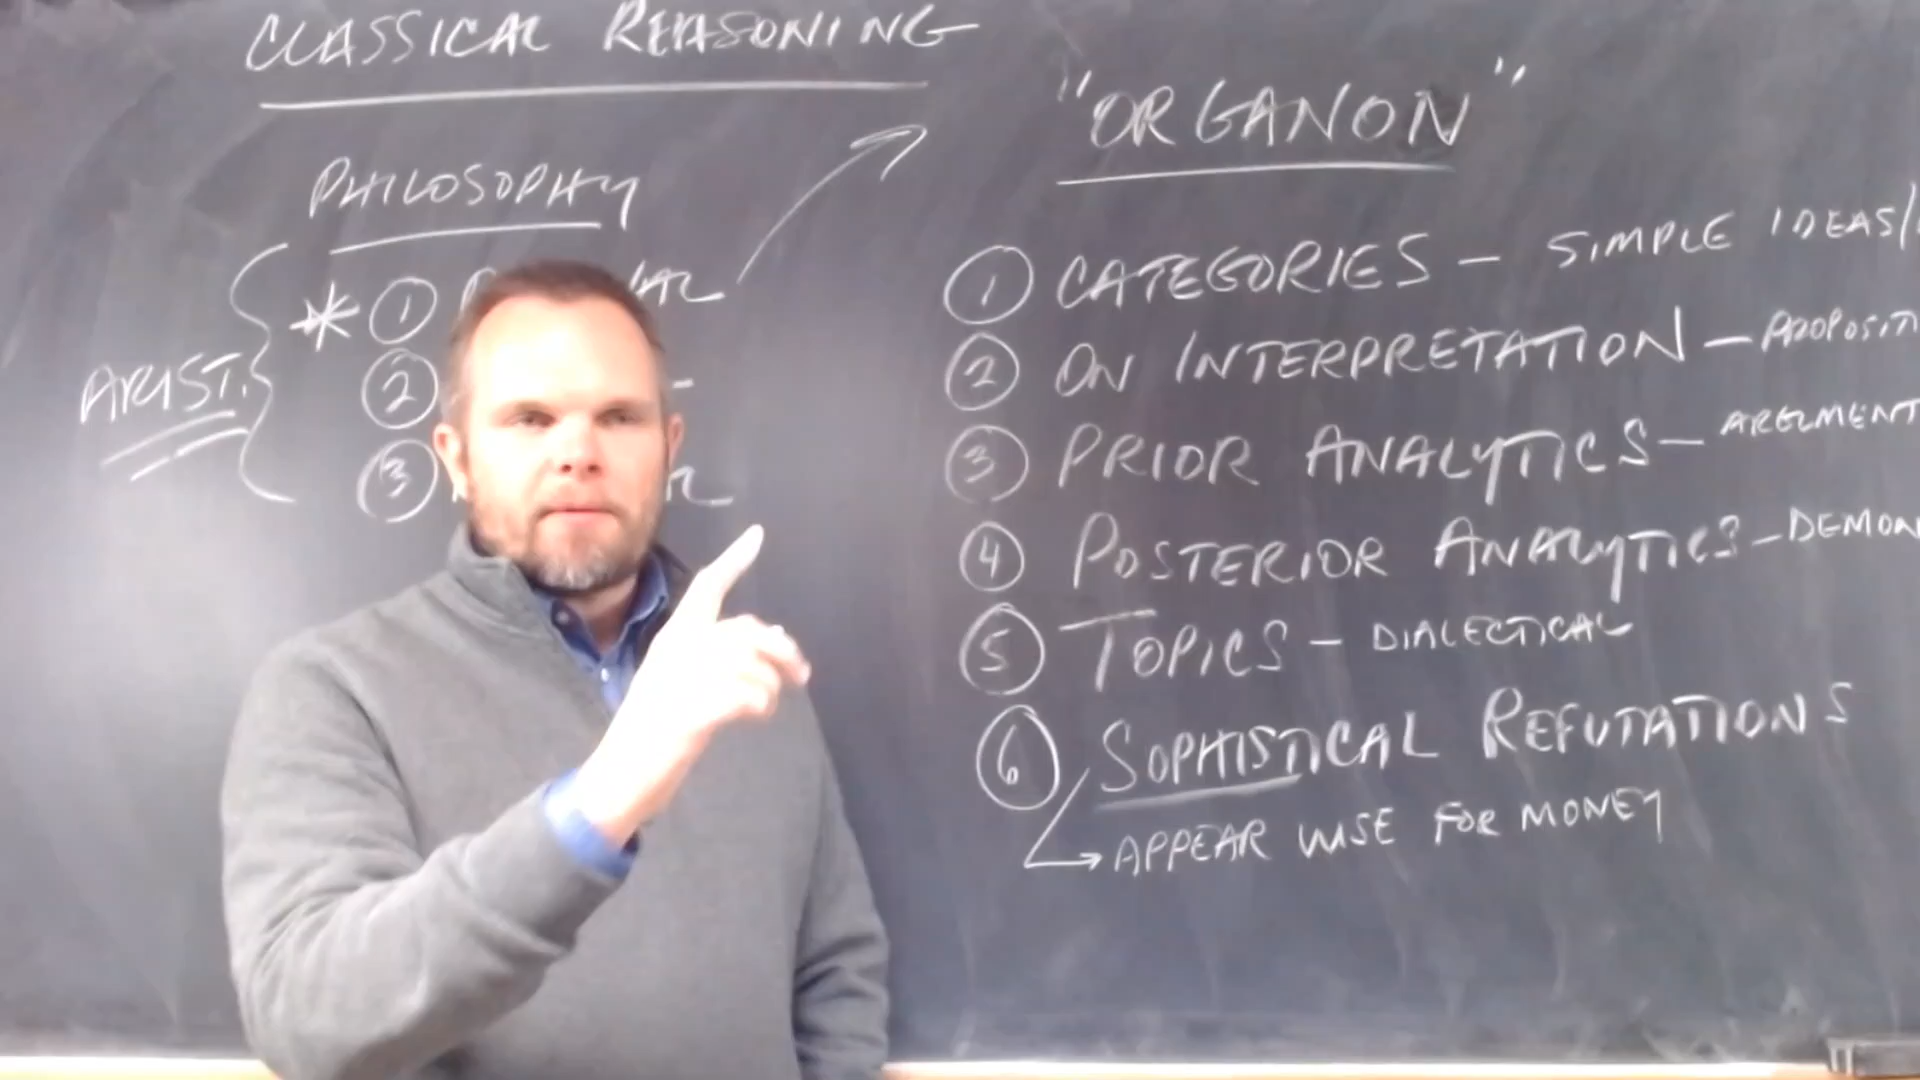 CLASSICAL REASONING
PHILOSOPHY
ARIST.
* ①
②
③
"ORGANON"
① CATEGORIES - SIMPLE IDEAS/
② ON INTERPRETATION - PROPOSITI
③ PRIOR ANALYTICS - ARGUMENT
④ POSTERIOR ANALYTICS - DEMON
⑤ TOPICS - DIALECTICAL
⑥ SOPHISTICAL REFUTATIONS
→ APPEAR WISE FOR MONEY